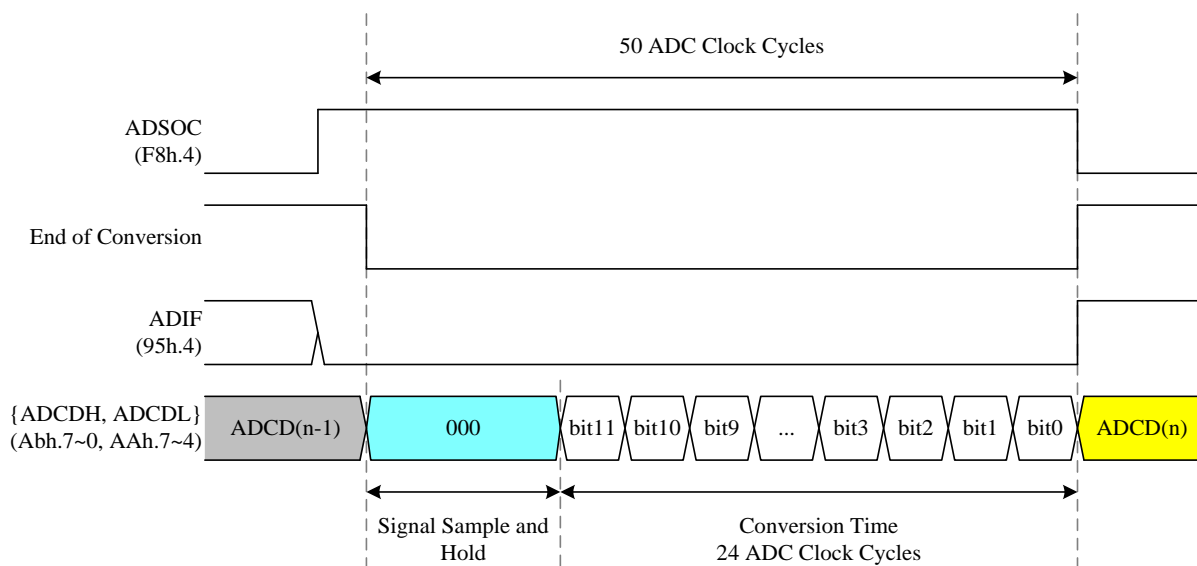 50 ADC Clock Cycles
ADSOC
(F8h.4)
End of Conversion
ADIF
(95h.4)
{ADCDH, ADCDL}
(Abh.7~0, AAh.7~4)
ADCD(n-1)
000
bit11
bit10
bit9
...
bit3
bit2
bit1
bit0
ADCD(n)
Signal Sample and
Hold
Conversion Time
24 ADC Clock Cycles